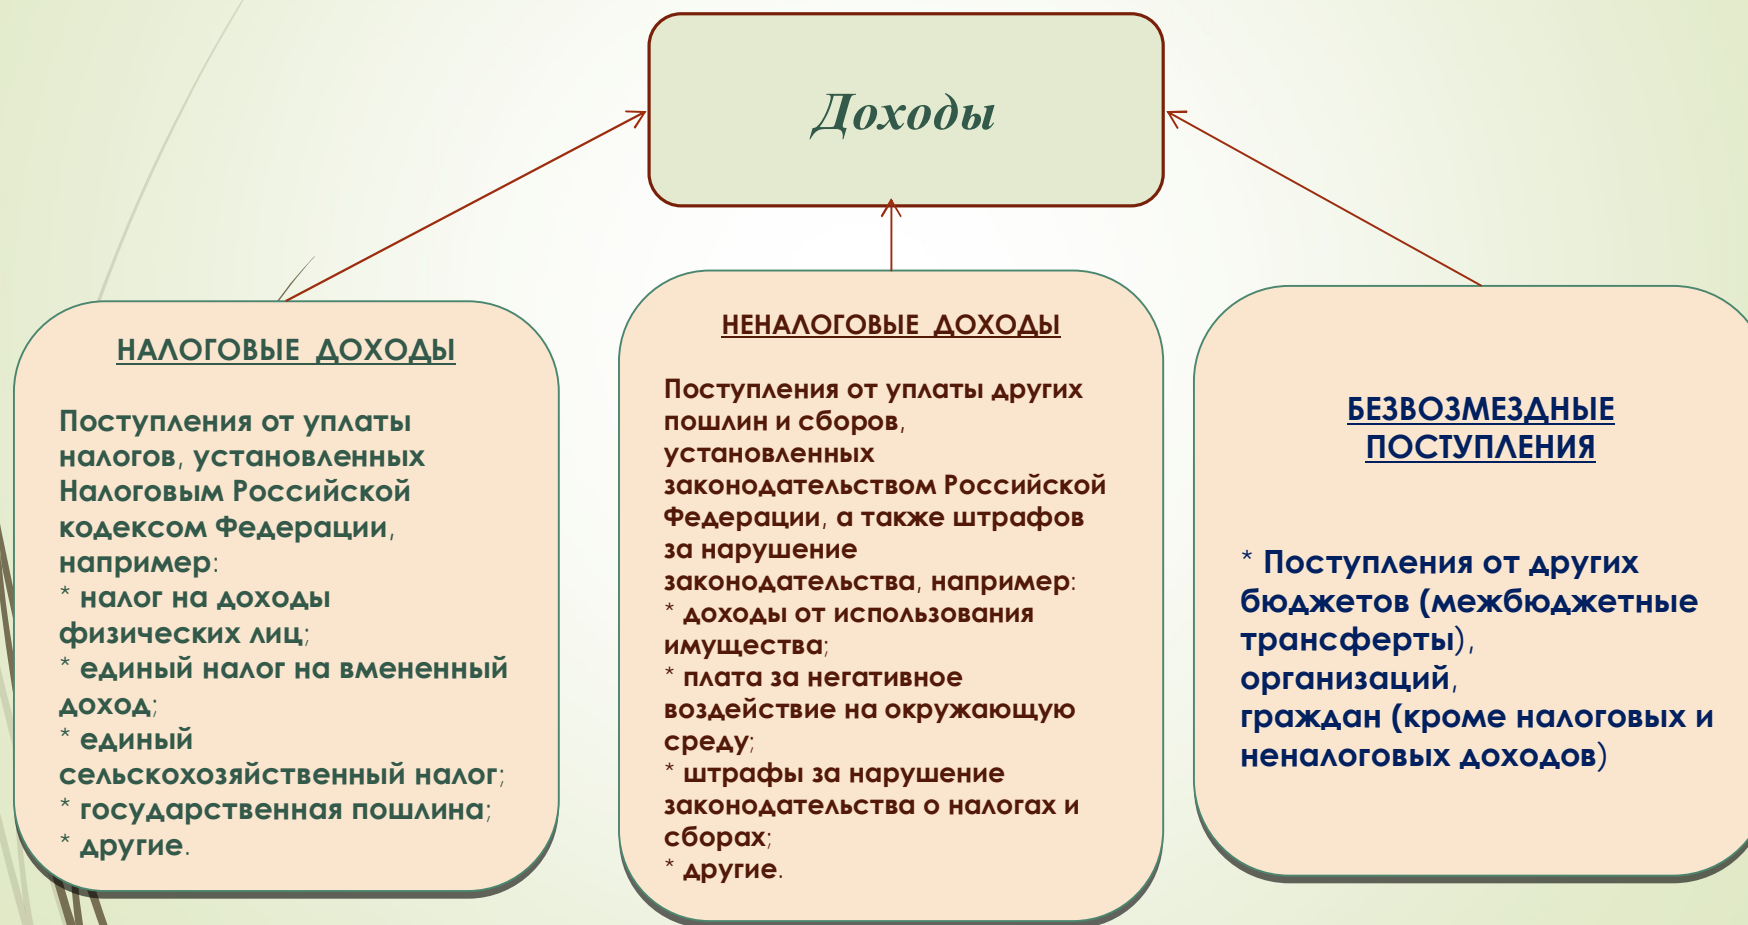 Доходы
НАЛОГОВЫЕ ДОХОДЫ
Поступления от уплаты
налогов, установленных
Налоговым Российской
кодексом Федерации,
например:
* налог на доходы
физических лиц;
* единый налог на вмененный
доход;
* единый
сельскохозяйственный налог;
* государственная пошлина;
* другие.
НЕНАЛОГОВЫЕ ДОХОДЫ
Поступления от уплаты других
пошлин и сборов,
установленных
законодательством Российской
Федерации, а также штрафов
за нарушение
законодательства, например:
* доходы от использования
имущества;
* плата за негативное
воздействие на окружающую
среду;
* штрафы за нарушение
законодательства о налогах и
сборах;
* другие.
БЕЗВОЗМЕЗДНЫЕ
ПОСТУПЛЕНИЯ
* Поступления от других
бюджетов (межбюджетные
трансферты),
организаций,
граждан (кроме налоговых и
неналоговых доходов)